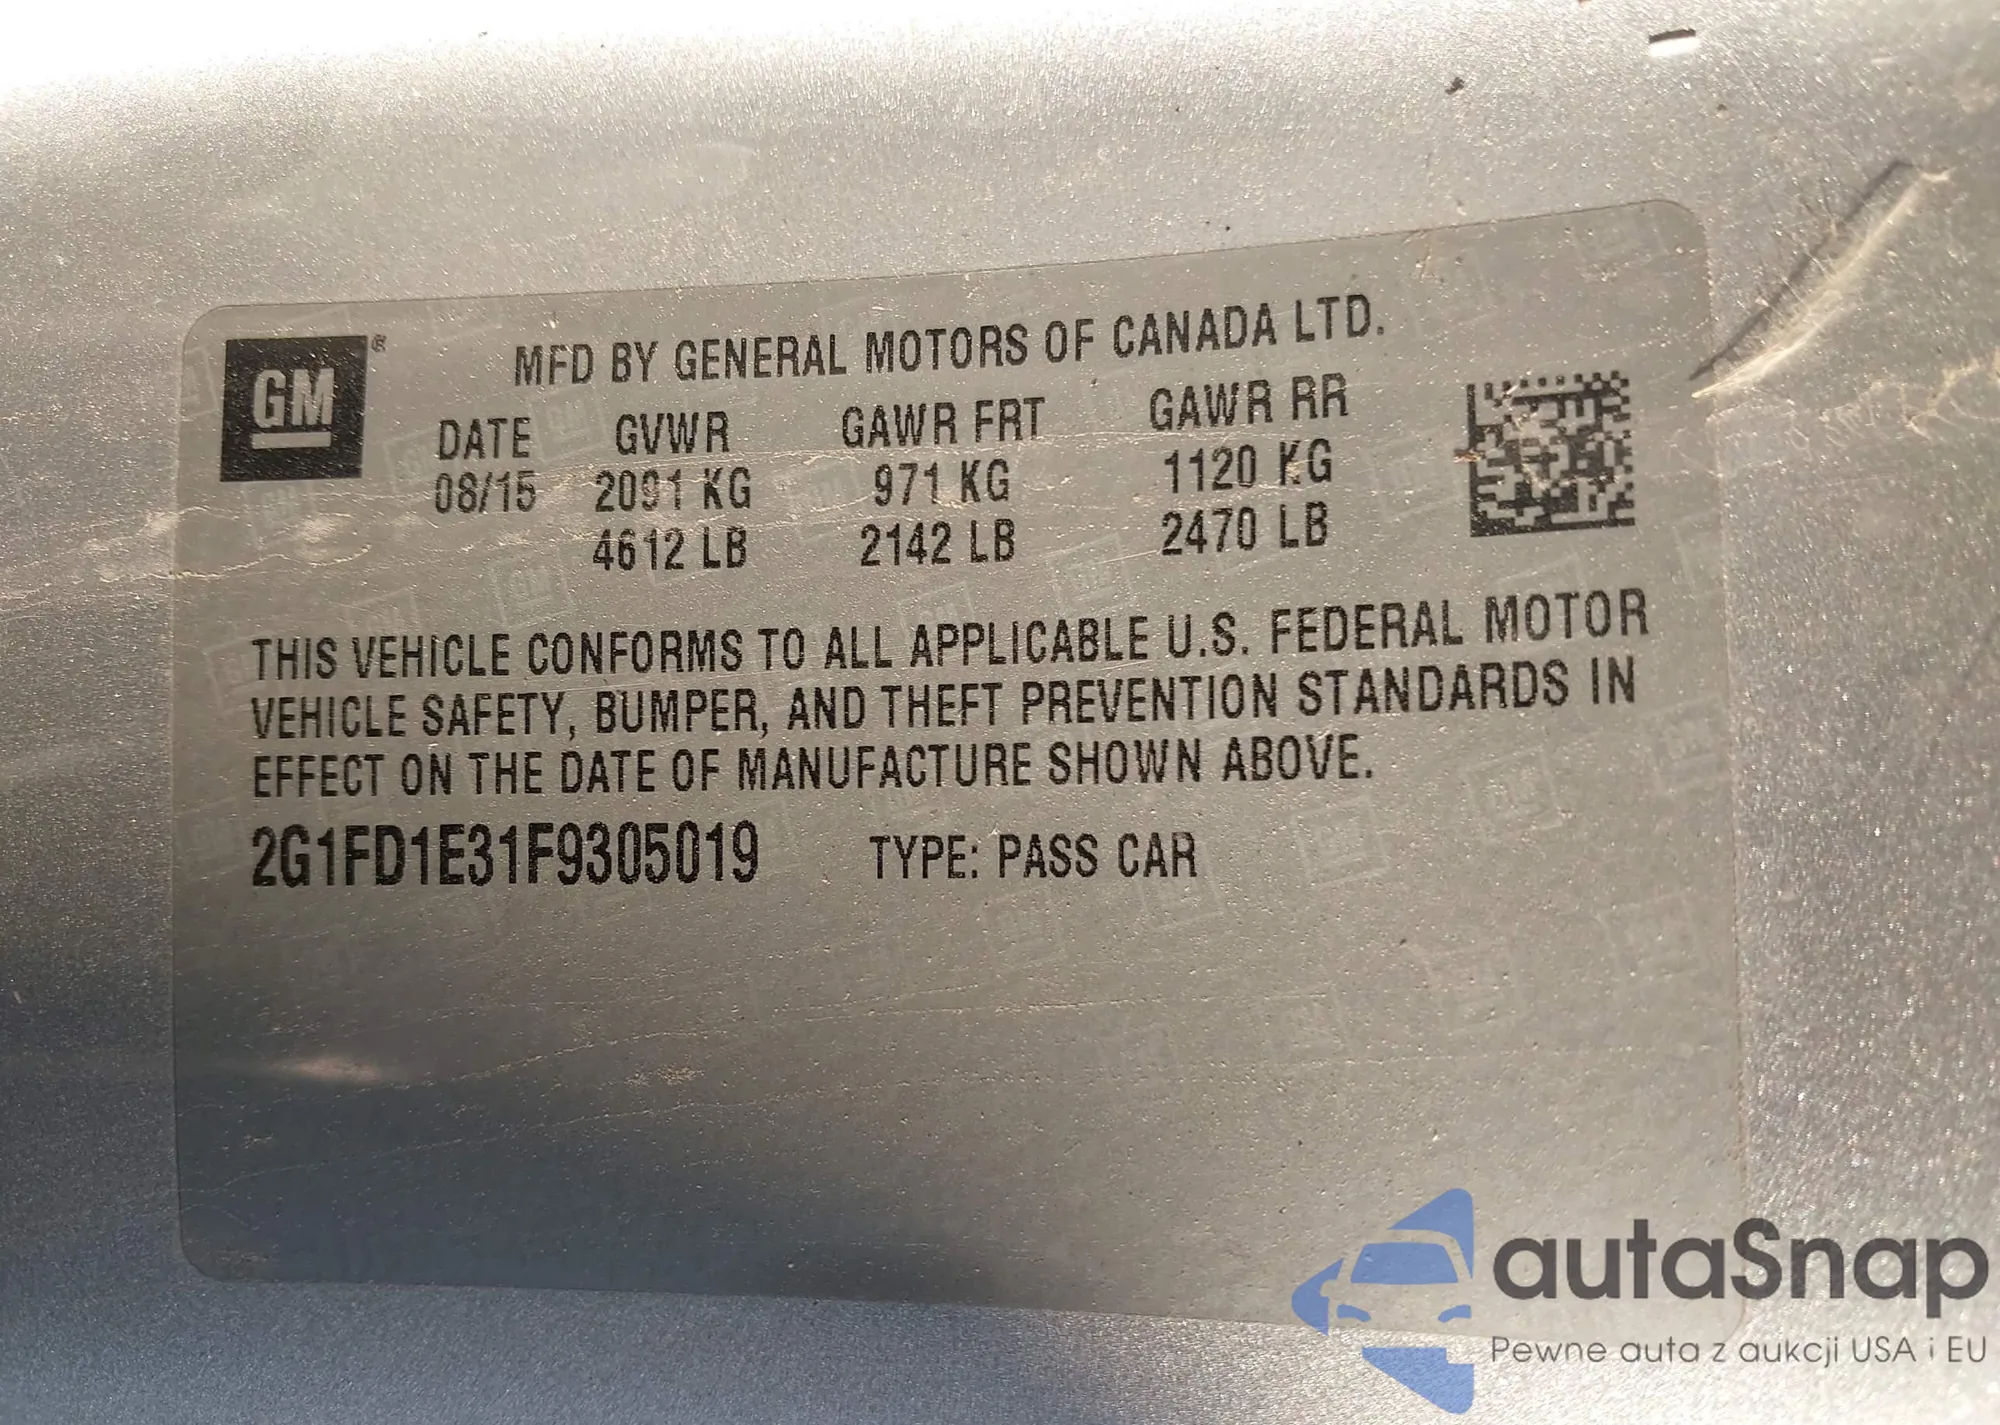 GM®
MFD BY GENERAL MOTORS OF CANADA LTD.
DATE GVWR GAWR FRT GAWR RR
08/15 2091 KG 971 KG 1120 KG
4612 LB 2142 LB 2470 LB
THIS VEHICLE CONFORMS TO ALL APPLICABLE U.S. FEDERAL MOTOR
VEHICLE SAFETY, BUMPER, AND THEFT PREVENTION STANDARDS IN
EFFECT ON THE DATE OF MANUFACTURE SHOWN ABOVE.
2G1FD1E31F9305019 TYPE: PASS CAR
autaSnap
Pewne auta z aukcji USA i EU